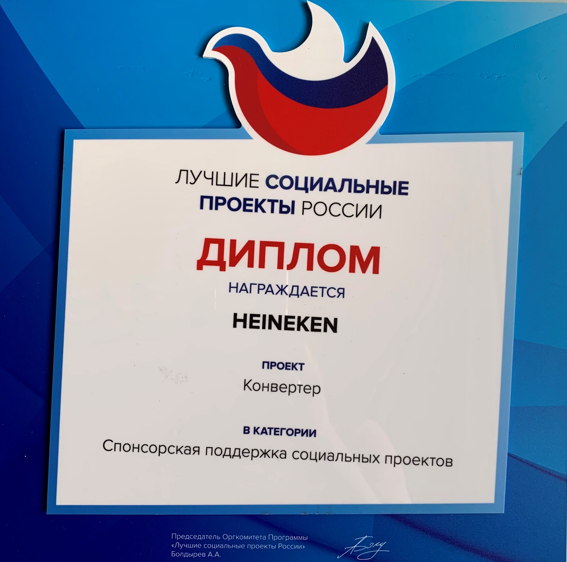 ЛУЧШИЕ СОЦИАЛЬНЫЕ
ПРОЕКТЫ РОССИИ
ДИПЛОМ
НАГРАЖДАЕТСЯ
HEINEKEN
ПРОЕКТ
Конвертер
В КАТЕГОРИИ
Спонсорская поддержка социальных проектов
Председатель Оргкомитета Программы
«Лучшие социальные проекты России»
Болдырев А.А.